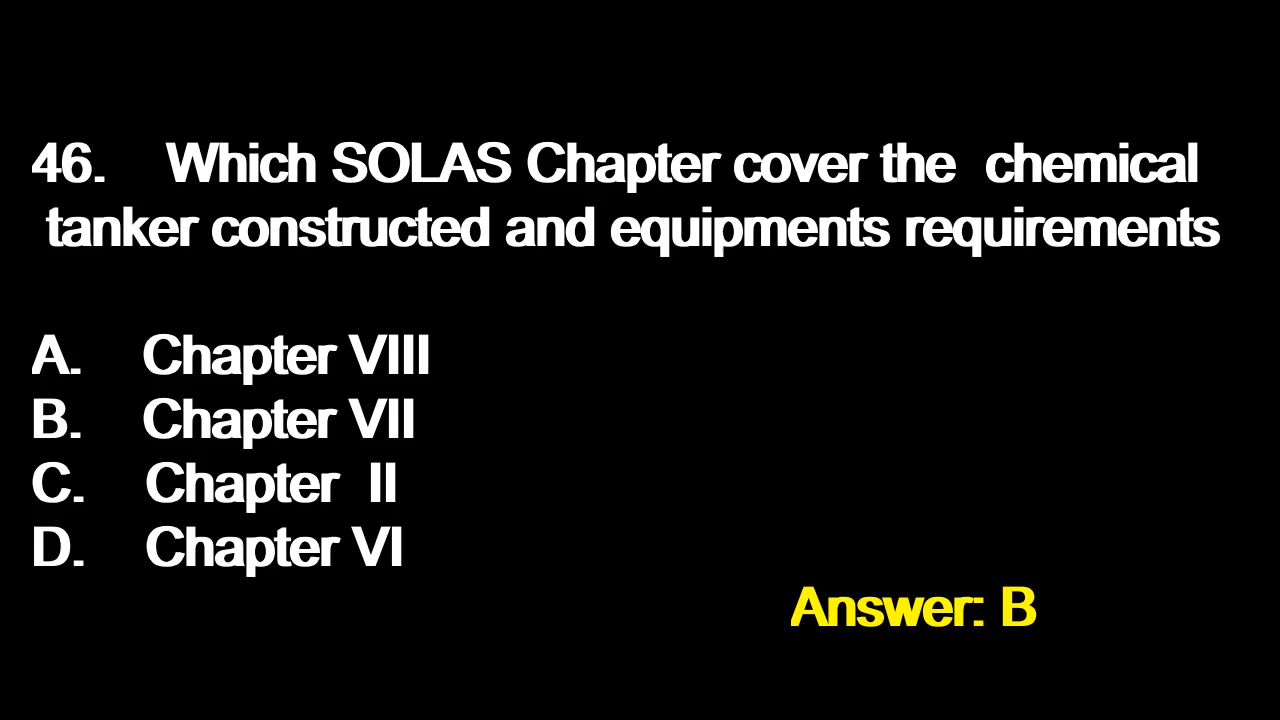 46. Which SOLAS Chapter cover the chemical
tanker constructed and equipments requirements
A. Chapter VIII
B. Chapter VII
C. Chapter II
D. Chapter VI
Answer: B